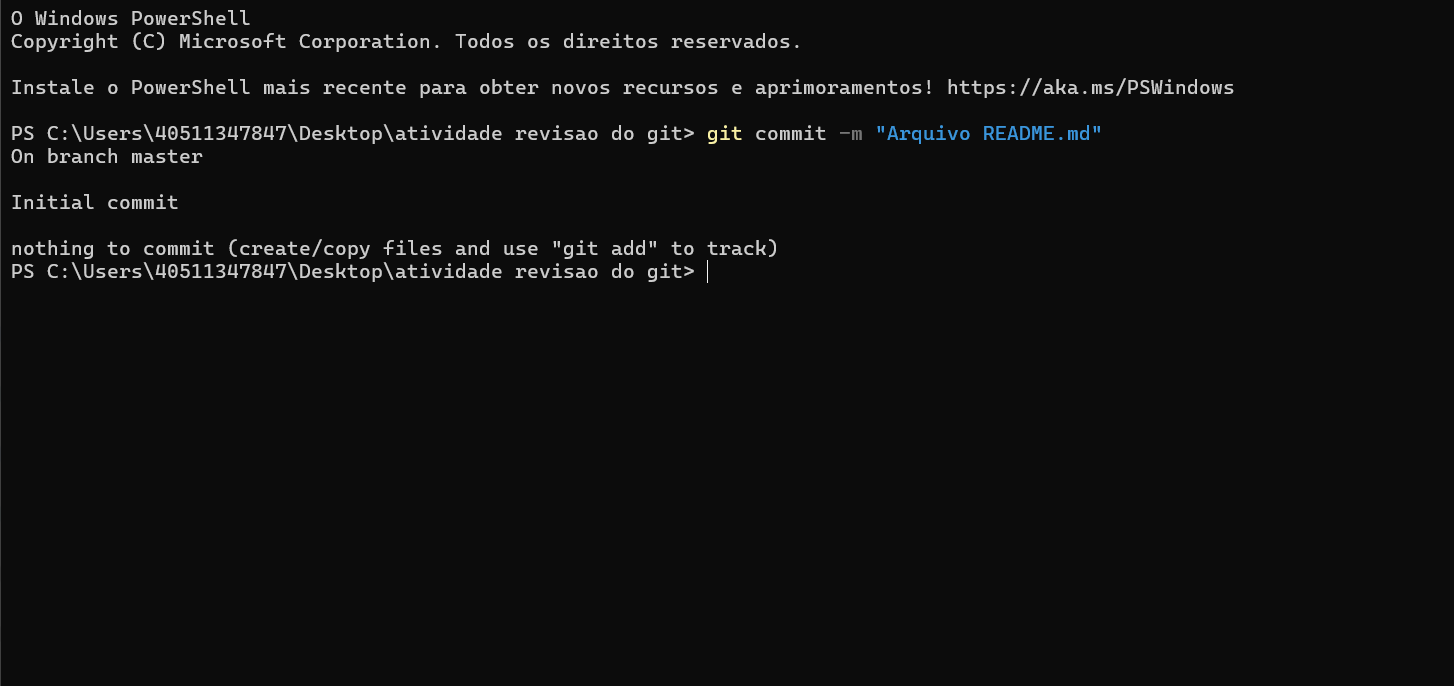 O Windows PowerShell
Copyright (C) Microsoft Corporation. Todos os direitos reservados.
Instale o PowerShell mais recente para obter novos recursos e aprimoramentos! https://aka.ms/PSWindows
PS C:\Users\40511347847\Desktop\atividade revisao do git> git commit -m "Arquivo README.md"
On branch master
Initial commit
nothing to commit (create/copy files and use "git add" to track)
PS C:\Users\40511347847\Desktop\atividade revisao do git>